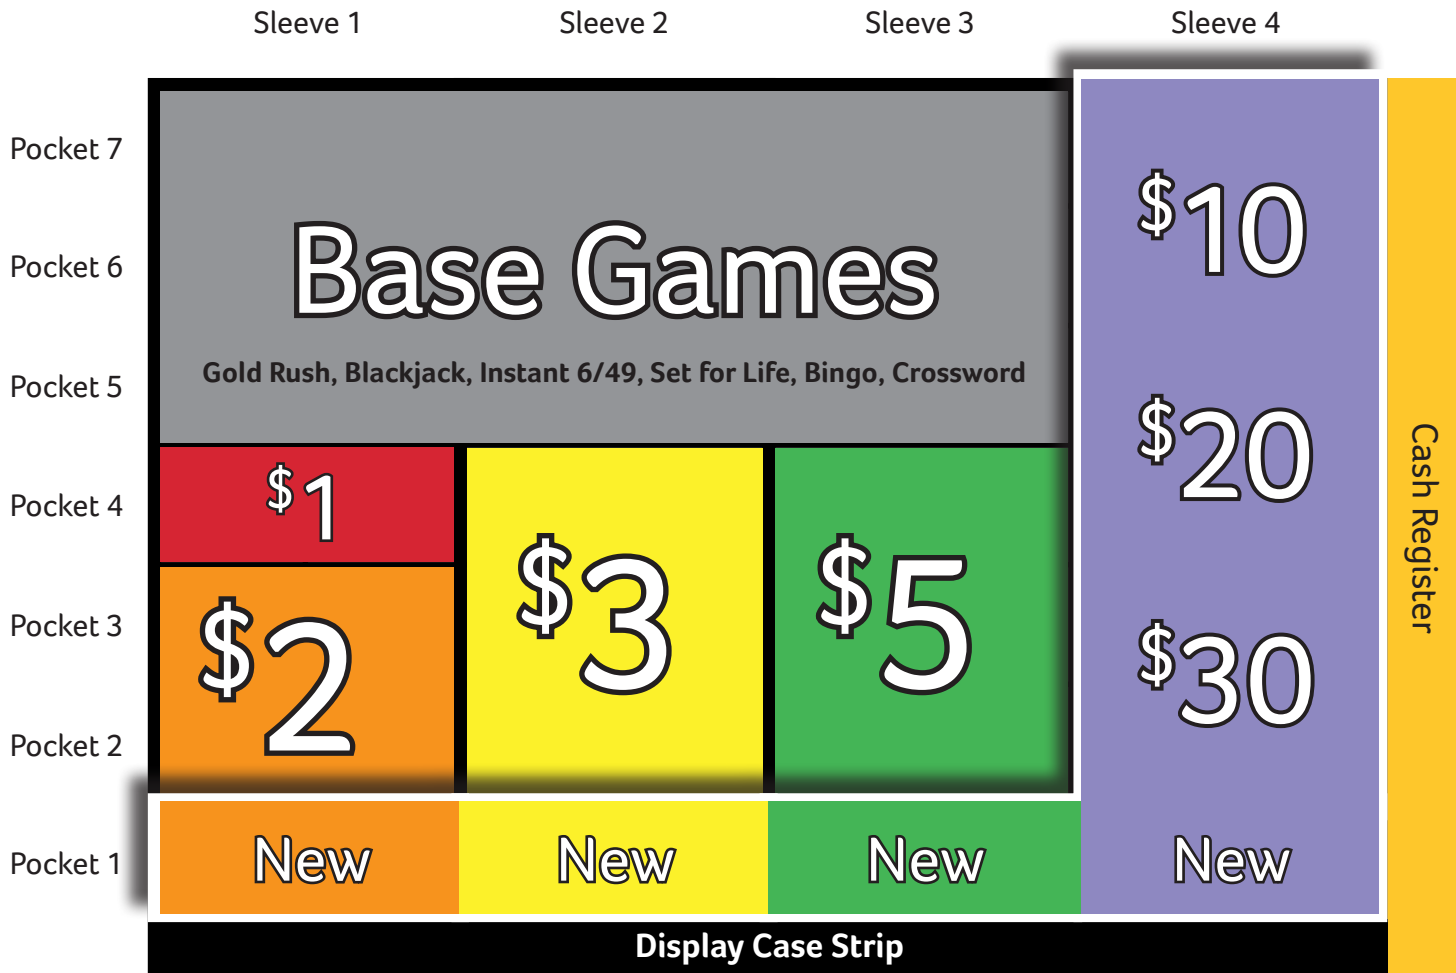 Sleeve 1 Sleeve 2 Sleeve 3 Sleeve 4
Pocket 7
$10
Pocket 6
Base Games
Pocket 5
Gold Rush, Blackjack, Instant 6/49, Set for Life, Bingo, Crossword
$20
Pocket 4
$1
Cash Register
Pocket 3
$2
$3
$5
$30
Pocket 2
Pocket 1
New New New New
Display Case Strip